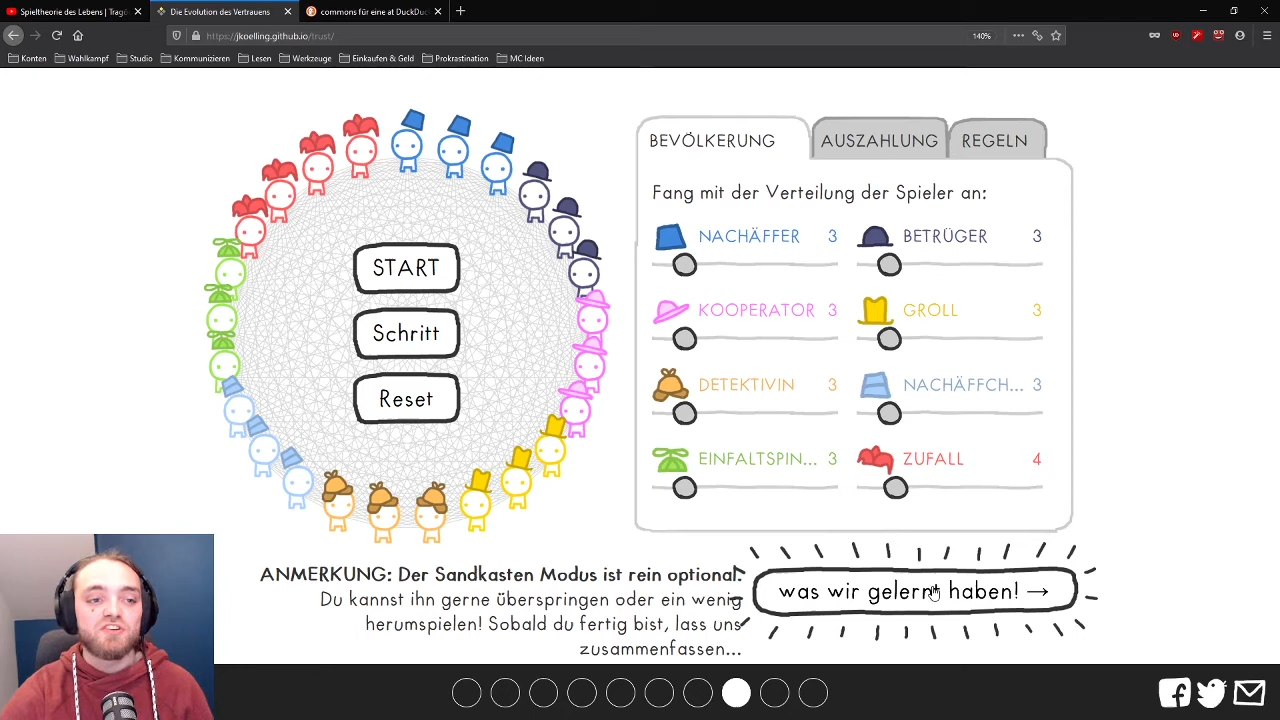 Spieltheorie des Lebens | Tragö
Die Evolution des Vertrauens
commons für eine at DuckDuc
https://jkoelling.github.io/trust/
140%
Konten
Wahlkampf
Studio
Kommunizieren
Lesen
Werkzeuge
Einkaufen & Geld
Prokrastination
MC Ideen
START
Schritt
Reset
BEVÖLKERUNG
AUSZAHLUNG
REGELN
Fang mit der Verteilung der Spieler an:
NACHÄFFER 3
BETRÜGER 3
KOOPERATOR 3
GROLL 3
DETEKTIVIN 3
NACHÄFFCH... 3
EINFALTSPIN... 3
ZUFALL 4
ANMERKUNG: Der Sandkasten Modus ist rein optional.
Du kannst ihn gerne überspringen oder ein wenig
herumspielen! Sobald du fertig bist, lass uns
zusammenfassen...
was wir gelernt haben! →